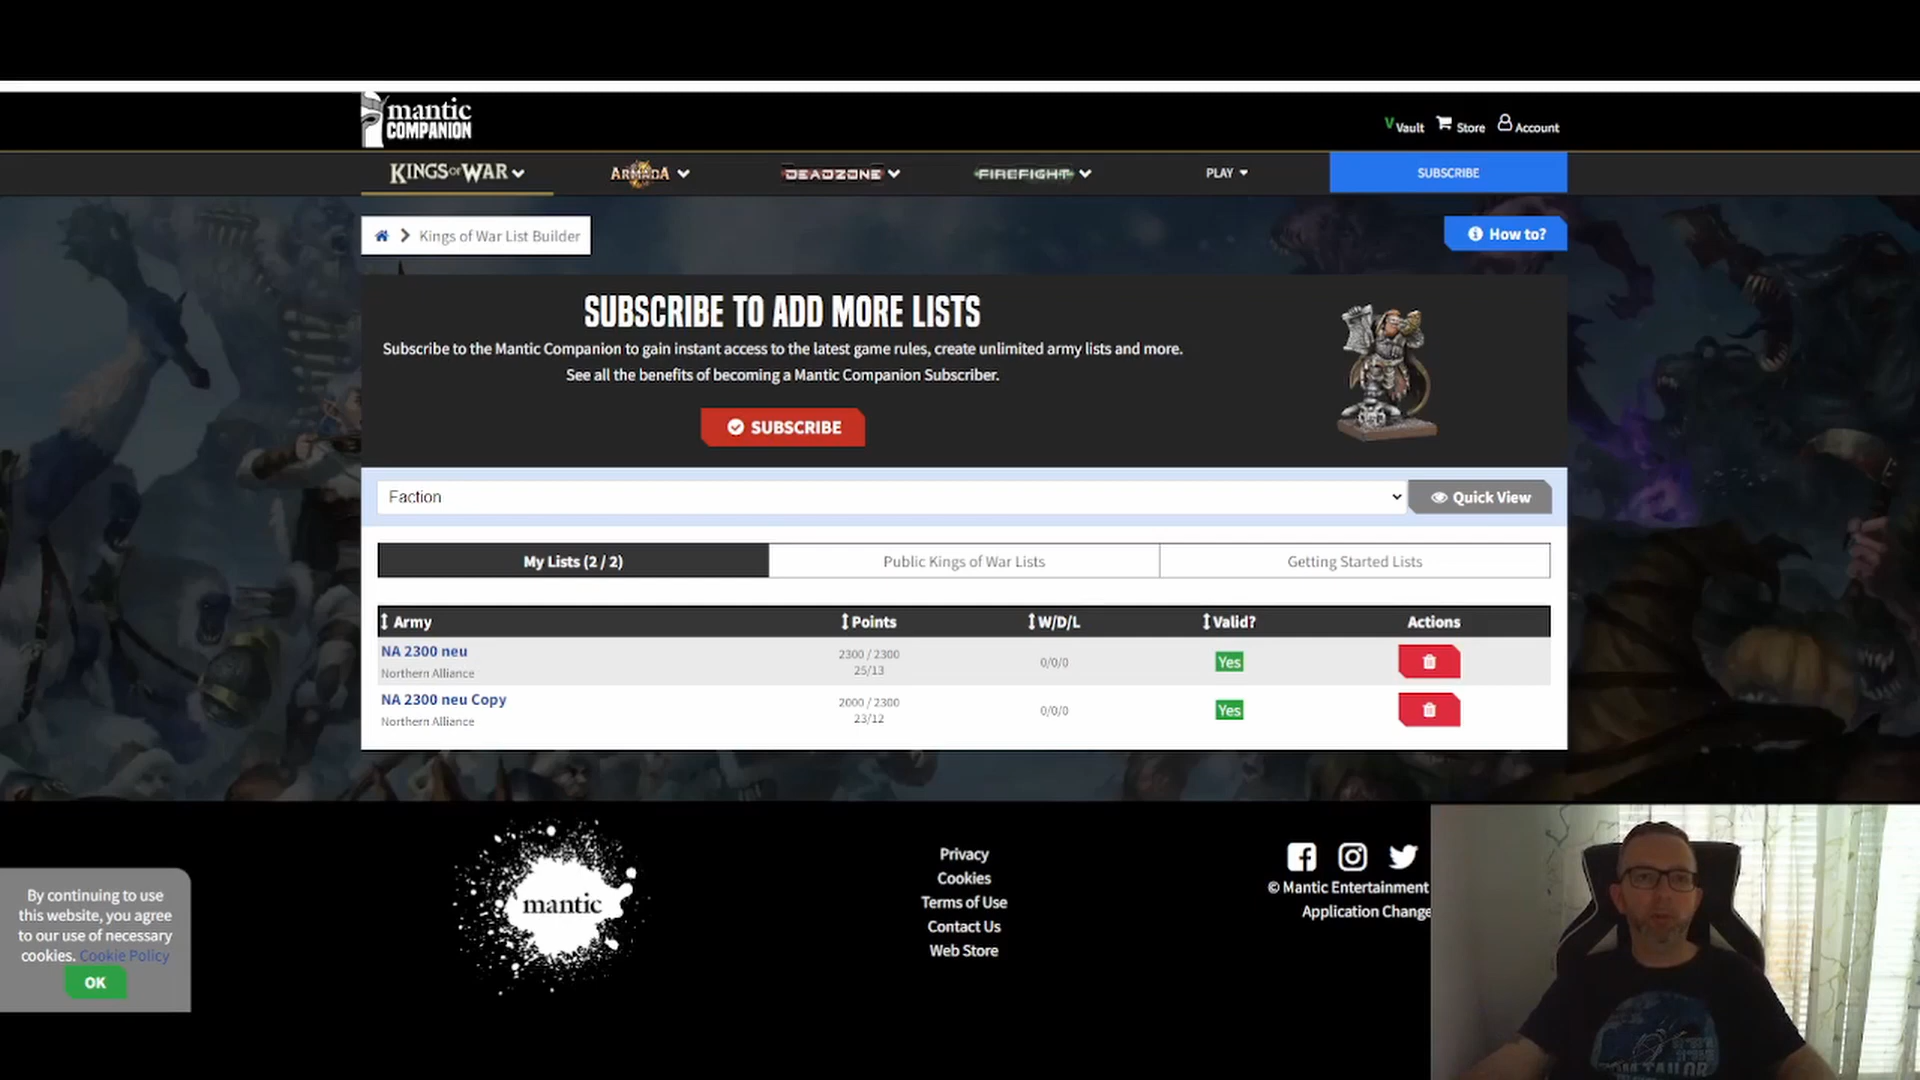 mantic
COMPANION
V Vault Store Account
KINGS OF WAR ARMADA DEADZONE FIREFIGHT PLAY SUBSCRIBE
Kings of War List Builder
How to?
SUBSCRIBE TO ADD MORE LISTS
Subscribe to the Mantic Companion to gain instant access to the latest game rules, create unlimited army lists and more.
See all the benefits of becoming a Mantic Companion Subscriber.
SUBSCRIBE
Faction
Quick View
My Lists (2 / 2) Public Kings of War Lists Getting Started Lists
Army Points W/D/L Valid? Actions
NA 2300 neu
Northern Alliance
2300 / 2300
25/13
0/0/0
Yes
NA 2300 neu Copy
Northern Alliance
2000 / 2300
23/12
0/0/0
Yes
By continuing to use
this website, you agree
to our use of necessary
cookies. Cookie Policy
OK
mantic
Privacy
Cookies
Terms of Use
Contact Us
Web Store
© Mantic Entertainment
Application Change
TOM TAILOR